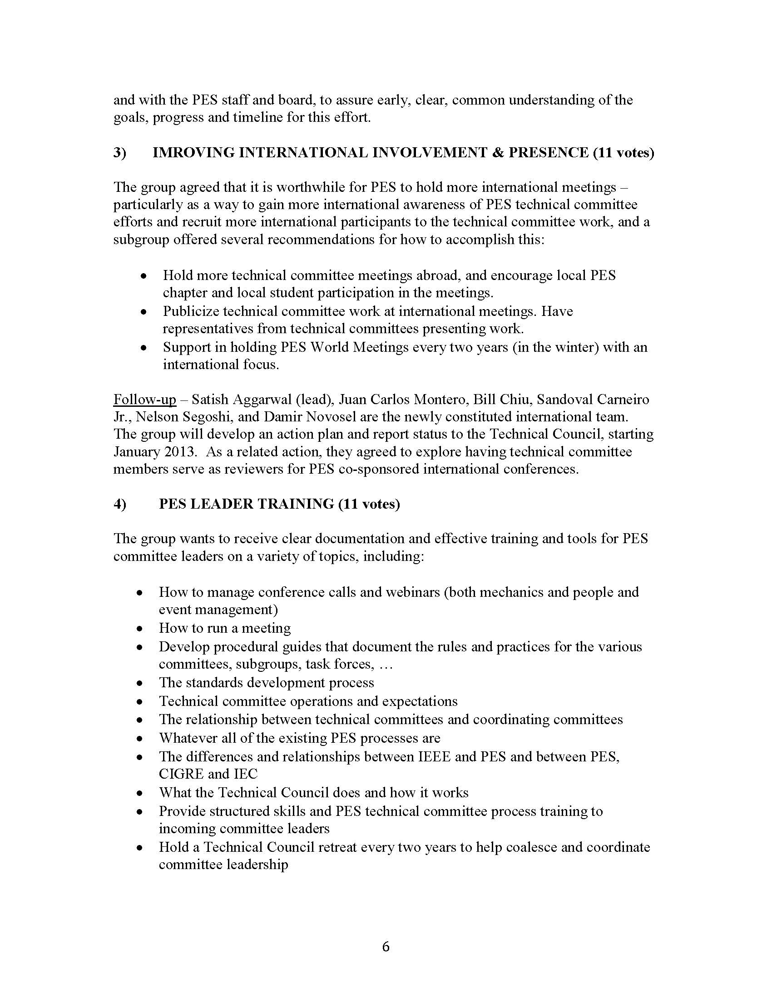 and with the PES staff and board, to assure early, clear, common understanding of the
goals, progress and timeline for this effort.
3) IMROVING INTERNATIONAL INVOLVEMENT & PRESENCE (11 votes)
The group agreed that it is worthwhile for PES to hold more international meetings –
particularly as a way to gain more international awareness of PES technical committee
efforts and recruit more international participants to the technical committee work, and a
subgroup offered several recommendations for how to accomplish this:
• Hold more technical committee meetings abroad, and encourage local PES
chapter and local student participation in the meetings.
• Publicize technical committee work at international meetings. Have
representatives from technical committees presenting work.
• Support in holding PES World Meetings every two years (in the winter) with an
international focus.
Follow-up – Satish Aggarwal (lead), Juan Carlos Montero, Bill Chiu, Sandoval Carneiro
Jr., Nelson Segoshi, and Damir Novosel are the newly constituted international team.
The group will develop an action plan and report status to the Technical Council, starting
January 2013.  As a related action, they agreed to explore having technical committee
members serve as reviewers for PES co-sponsored international conferences.
4) PES LEADER TRAINING (11 votes)
The group wants to receive clear documentation and effective training and tools for PES
committee leaders on a variety of topics, including:
• How to manage conference calls and webinars (both mechanics and people and
event management)
• How to run a meeting
• Develop procedural guides that document the rules and practices for the various
committees, subgroups, task forces, …
• The standards development process
• Technical committee operations and expectations
• The relationship between technical committees and coordinating committees
• Whatever all of the existing PES processes are
• The differences and relationships between IEEE and PES and between PES,
CIGRE and IEC
• What the Technical Council does and how it works
• Provide structured skills and PES technical committee process training to
incoming committee leaders
• Hold a Technical Council retreat every two years to help coalesce and coordinate
committee leadership
6